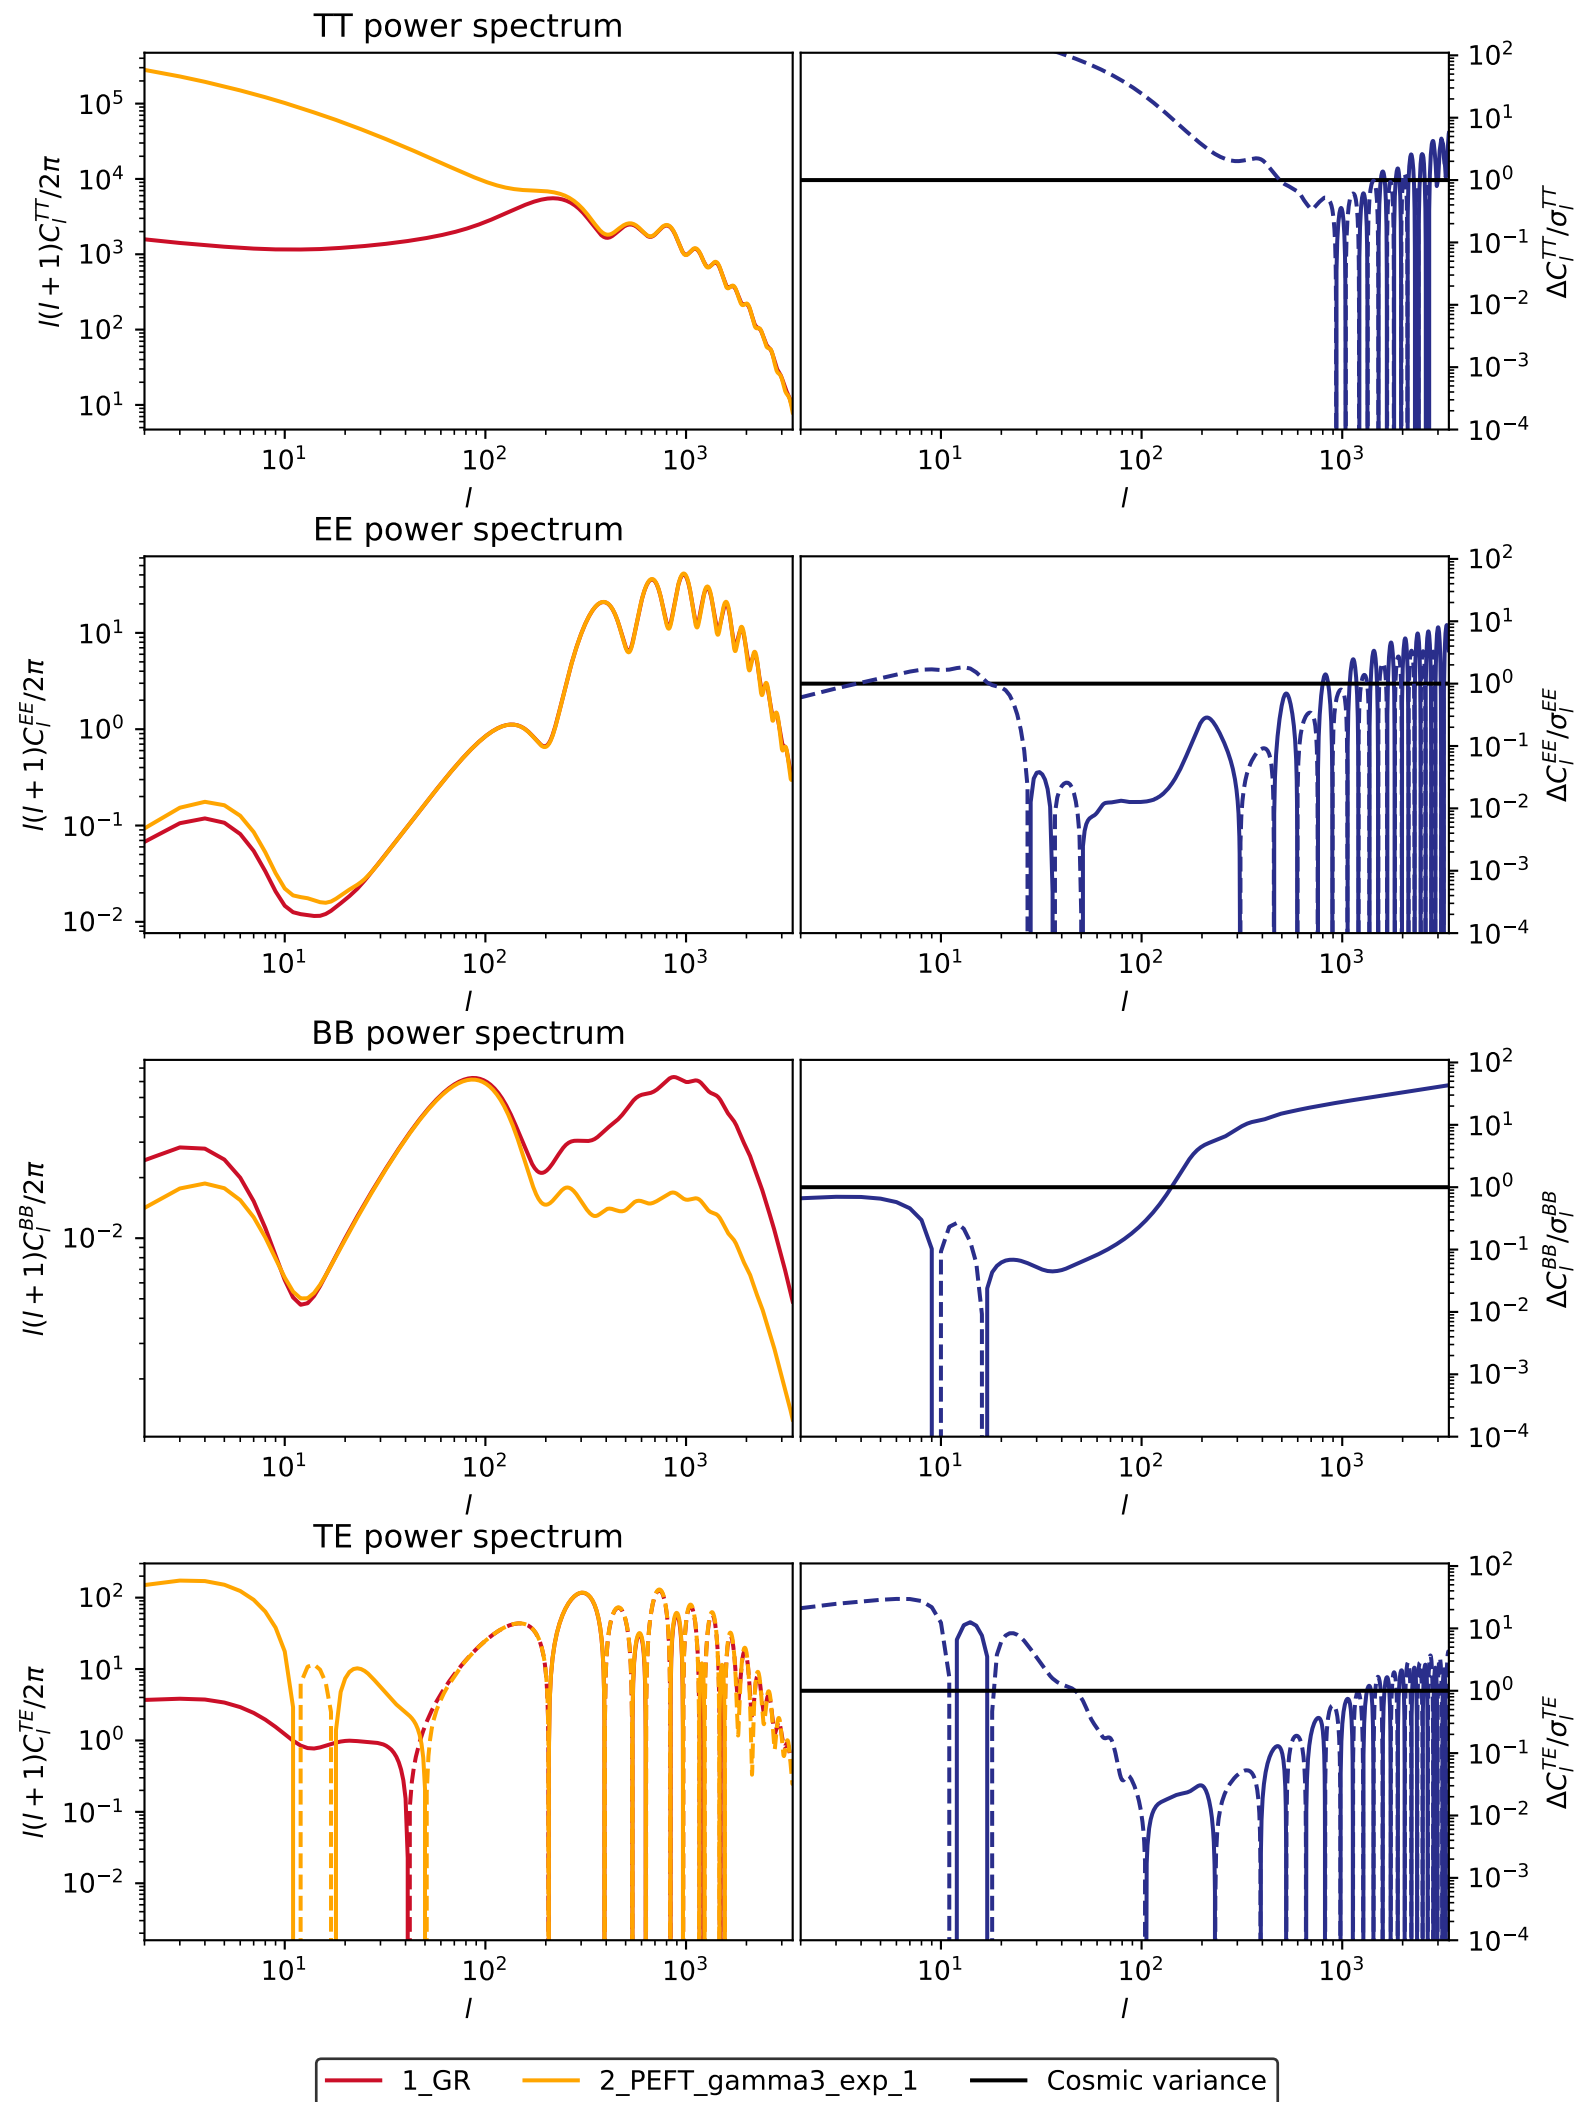 TT power spectrum
l(l + 1)C_l^{TT}/2π
10^5
10^4
10^3
10^2
10^1
10^1 10^2 10^3
l
10^1 10^2 10^3
l
10^2
10^1
10^0
10^{-1}
10^{-2}
10^{-3}
10^{-4}
ΔC_l^{TT}/σ_l^{TT}
EE power spectrum
l(l + 1)C_l^{EE}/2π
10^1
10^0
10^{-1}
10^{-2}
10^1 10^2 10^3
l
10^1 10^2 10^3
l
10^2
10^1
10^0
10^{-1}
10^{-2}
10^{-3}
10^{-4}
ΔC_l^{EE}/σ_l^{EE}
BB power spectrum
l(l + 1)C_l^{BB}/2π
10^{-2}
10^1 10^2 10^3
l
10^1 10^2 10^3
l
10^2
10^1
10^0
10^{-1}
10^{-2}
10^{-3}
10^{-4}
ΔC_l^{BB}/σ_l^{BB}
TE power spectrum
l(l + 1)C_l^{TE}/2π
10^2
10^1
10^0
10^{-1}
10^{-2}
10^1 10^2 10^3
l
10^1 10^2 10^3
l
10^2
10^1
10^0
10^{-1}
10^{-2}
10^{-3}
10^{-4}
ΔC_l^{TE}/σ_l^{TE}
1_GR 2_PEFT_gamma3_exp_1 Cosmic variance